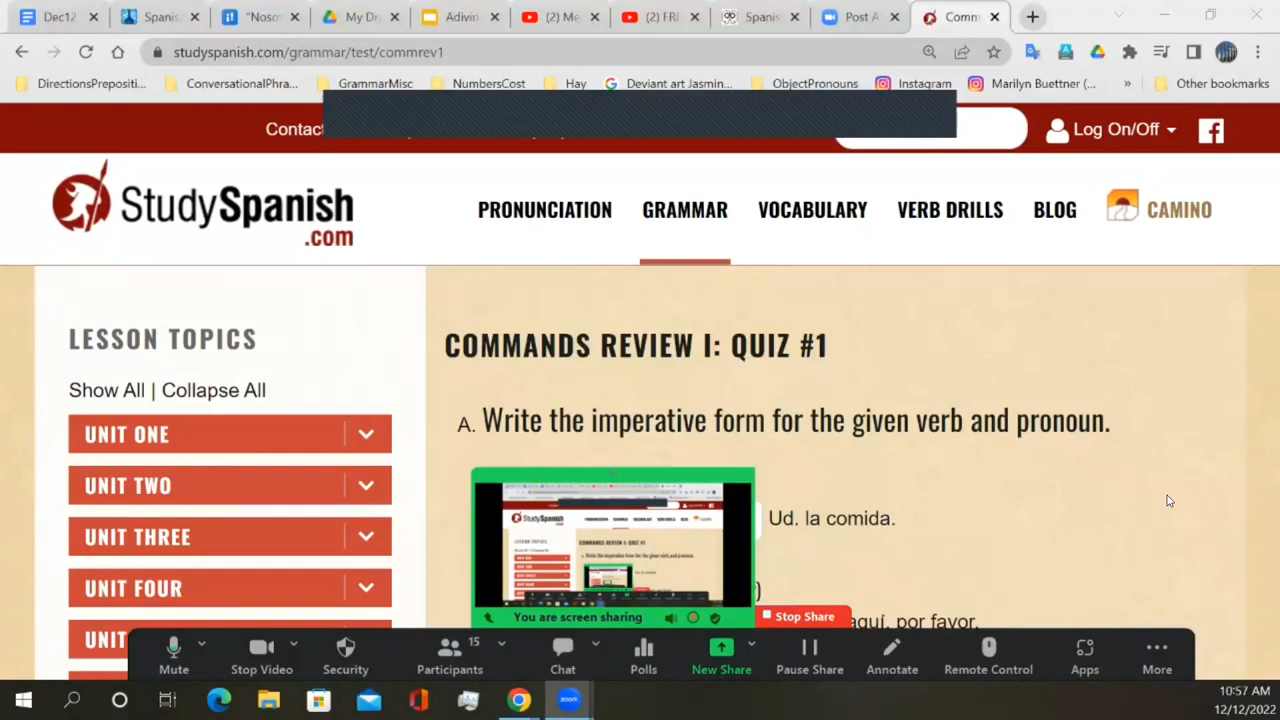 Dec12
Spanis
"Noso
My Dr
Adivin
(2) Me
(2) FRI
Spanis
Post A
Comm
studyspanish.com/grammar/test/commrev1
DirectionsPrepositi...
ConversationalPhra...
GrammarMisc
NumbersCost
Hay
Deviant art Jasmin...
ObjectPronouns
Instagram
Marilyn Buettner (...
»
Other bookmarks
Contact
Log On/Off
StudySpanish
.com
PRONUNCIATION
GRAMMAR
VOCABULARY
VERB DRILLS
BLOG
CAMINO
LESSON TOPICS
Show All | Collapse All
UNIT ONE
UNIT TWO
UNIT THREE
UNIT FOUR
UNIT
COMMANDS REVIEW I: QUIZ #1
A. Write the imperative form for the given verb and pronoun.
Ud. la comida.
)
aquí, por favor.
You are screen sharing
Stop Share
Mute
Stop Video
Security
15
Participants
Chat
Polls
New Share
Pause Share
Annotate
Remote Control
Apps
More
zoom
10:57 AM
12/12/2022